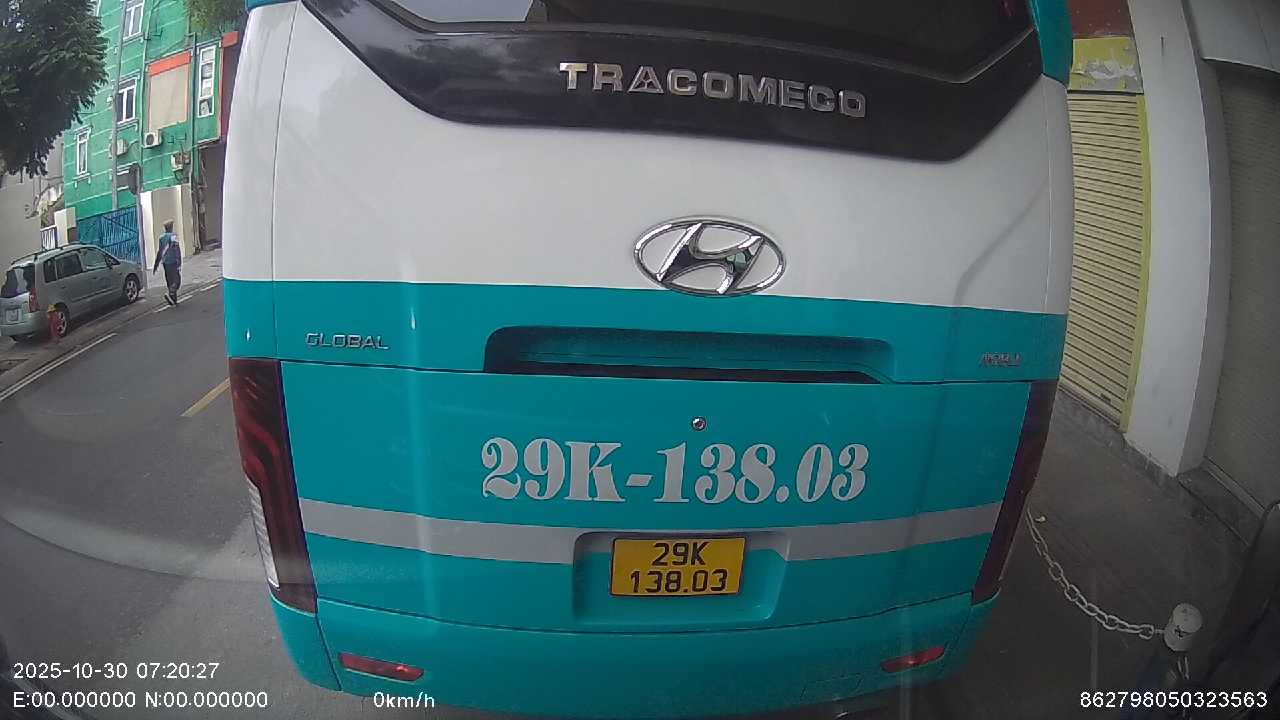 TRACOMECO
GLOBAL
29K-138.03
29K
138.03
2025-10-30 07:20:27
E:00.000000 N:00.000000
0km/h
862798050323563